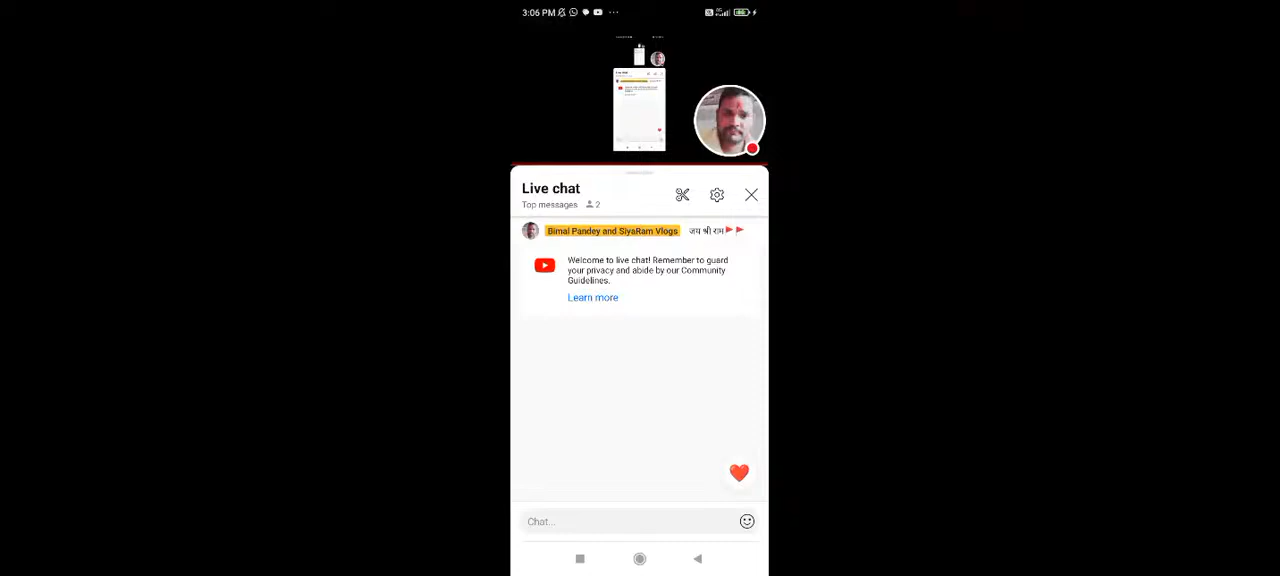 3:06 PM
Live chat
Top messages 2
Bimal Pandey and SiyaRam Vlogs जय श्री राम🚩🚩
Welcome to live chat! Remember to guard
your privacy and abide by our Community
Guidelines.
Learn more
Chat...